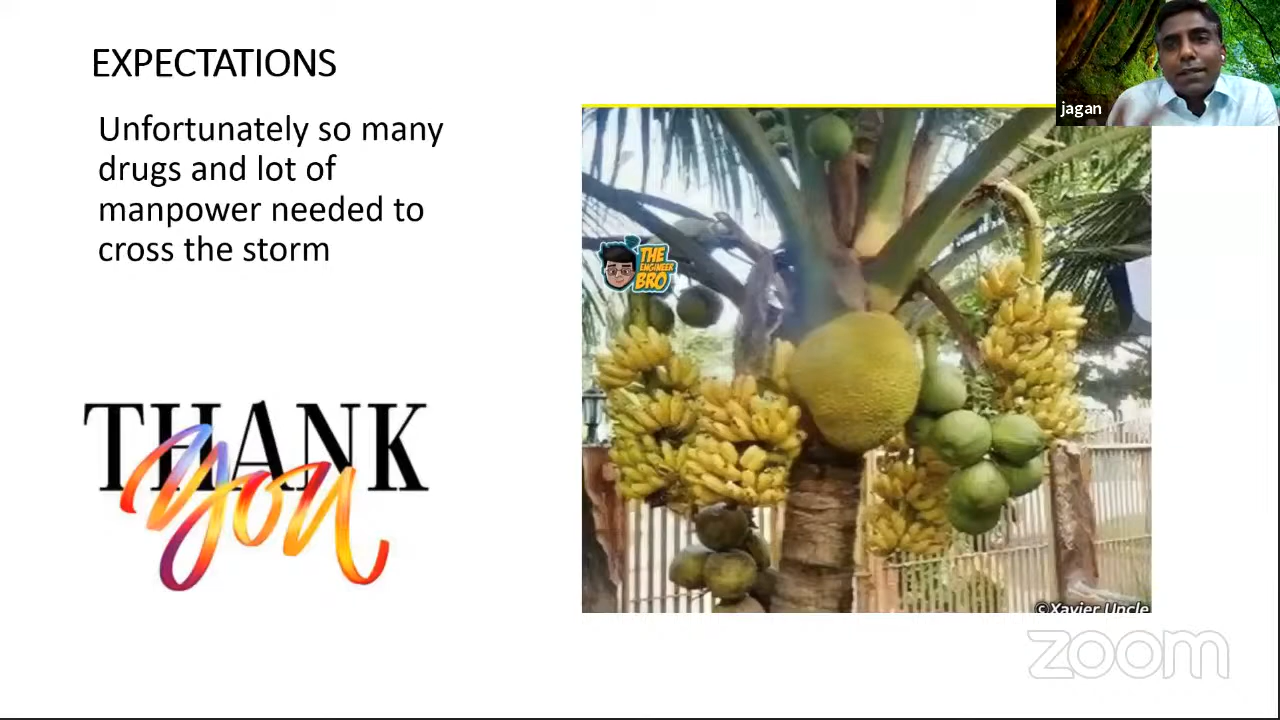 EXPECTATIONS
Unfortunately so many
drugs and lot of
manpower needed to
cross the storm
THANK
you
THE
ENGINEER
BRO
©Xavier Uncle
jagan
zoom